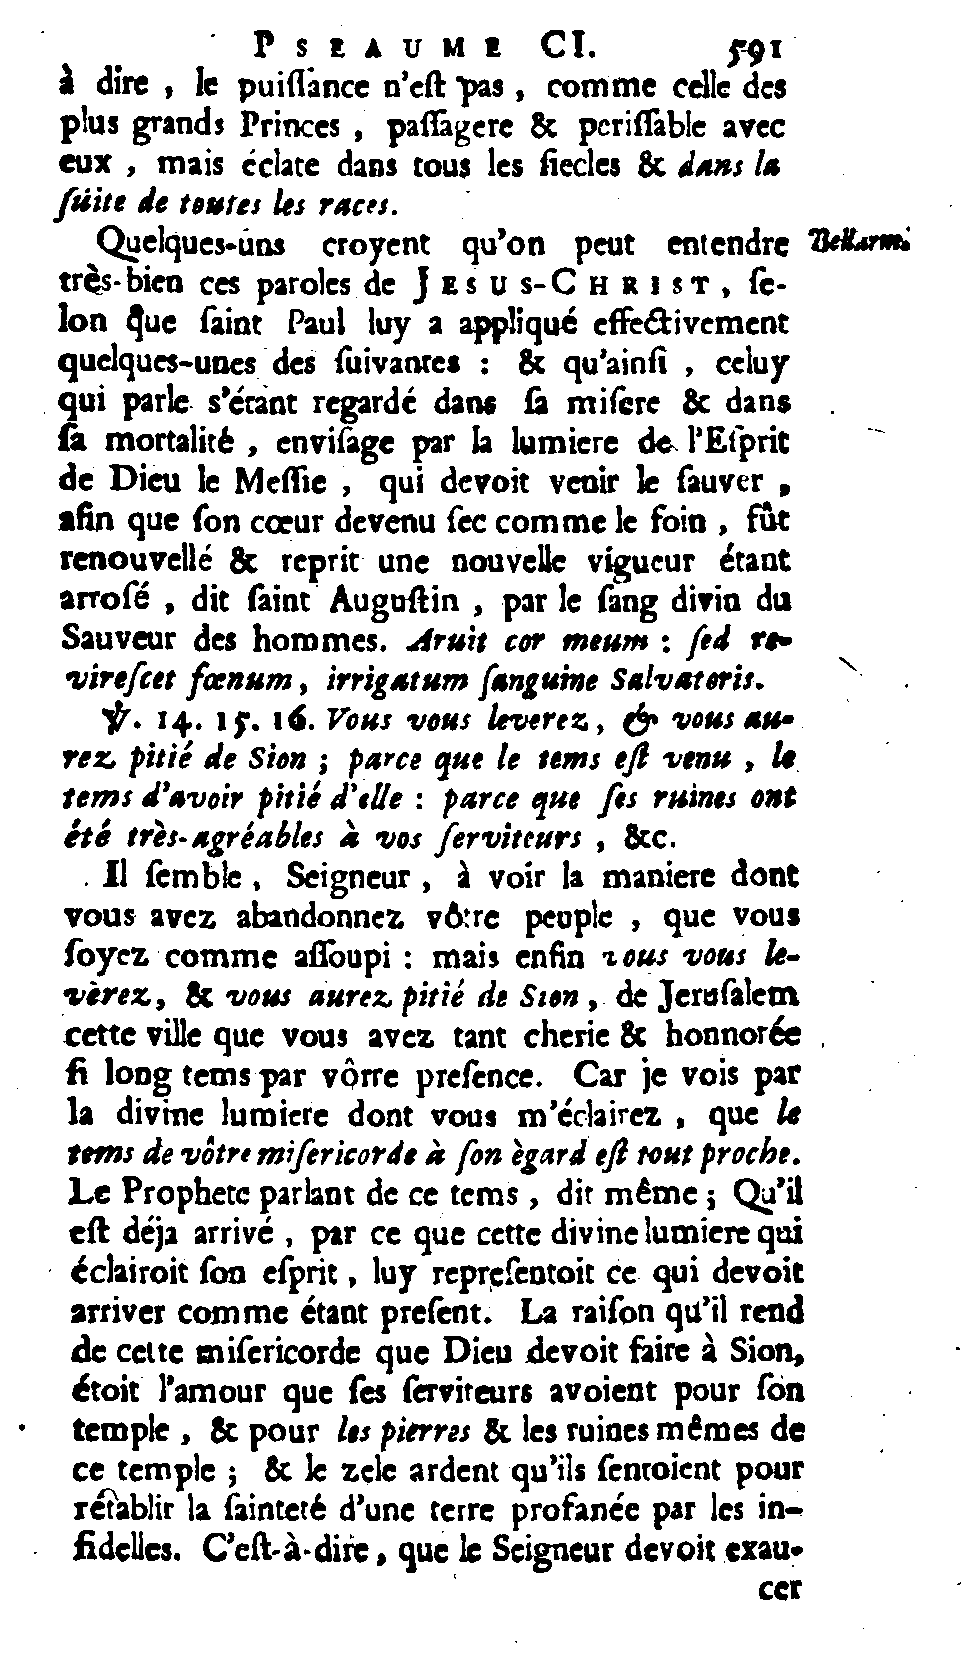 PSEAUME CI. 591
à dire, le puiſſance n'eſt pas, comme celle des
plus grands Princes, paſſagere & periſſable avec
eux, mais éclate dans tous les ſiecles & dans la
ſuite de toutes les races.
Quelques-uns croyent qu'on peut entendre Bellarm.
très-bien ces paroles de JESUS-CHRIST, ſe-
lon que ſaint Paul luy a appliqué effectivement
quelques-unes des ſuivantes : & qu'ainſi, celuy
qui parle s'étant regardé dans ſa miſere & dans
ſa mortalité, enviſage par la lumiere de l'Eſprit
de Dieu le Meſſie, qui devoit venir le ſauver,
afin que ſon cœur devenu ſec comme le foin, fût
renouvellé & reprit une nouvelle vigueur étant
arroſé, dit ſaint Auguſtin, par le ſang divin du
Sauveur des hommes. Aruit cor meum : ſed re-
vireſcet fœnum, irrigatum ſanguine Salvatoris.
℣. 14. 15. 16. Vous vous leverez, & vous au-
rez pitié de Sion ; parce que le tems eſt venu, le
tems d'avoir pitié d'elle : parce que ſes ruines ont
été très-agréables à vos ſerviteurs, &c.
Il ſemble, Seigneur, à voir la maniere dont
vous avez abandonnez vôtre peuple, que vous
ſoyez comme aſſoupi : mais enfin vous vous le-
vèrez, & vous aurez pitié de Sion, de Jeruſalem
cette ville que vous avez tant cherie & honnorée
ſi long tems par vôtre preſence. Car je vois par
la divine lumiere dont vous m'éclairez, que le
tems de vôtre miſericorde à ſon ègard eſt tout proche.
Le Prophete parlant de ce tems, dit même ; Qu'il
eſt déja arrivé, par ce que cette divine lumiere qui
éclairoit ſon eſprit, luy repreſentoit ce qui devoit
arriver comme étant preſent. La raiſon qu'il rend
de cette miſericorde que Dieu devoit faire à Sion,
étoit l'amour que ſes ſerviteurs avoient pour ſon
temple, & pour les pierres & les ruines mêmes de
ce temple ; & le zele ardent qu'ils ſentoient pour
rétablir la ſainteté d'une terre profanée par les in-
fidelles. C'eſt-à-dire, que le Seigneur devoit exau-
cer